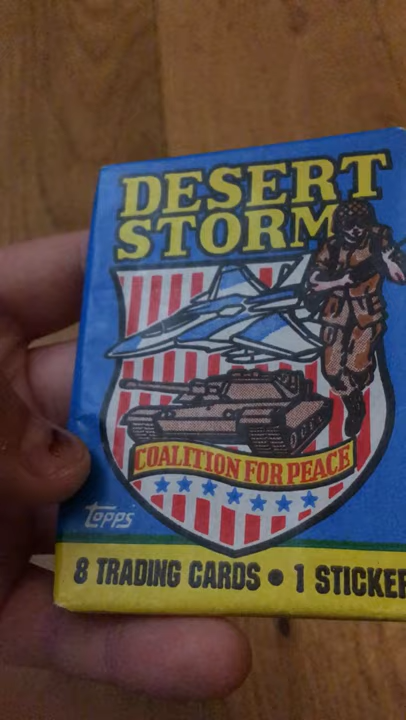 DESERT
STORM
COALITION FOR PEACE
topps
8 TRADING CARDS • 1 STICKER